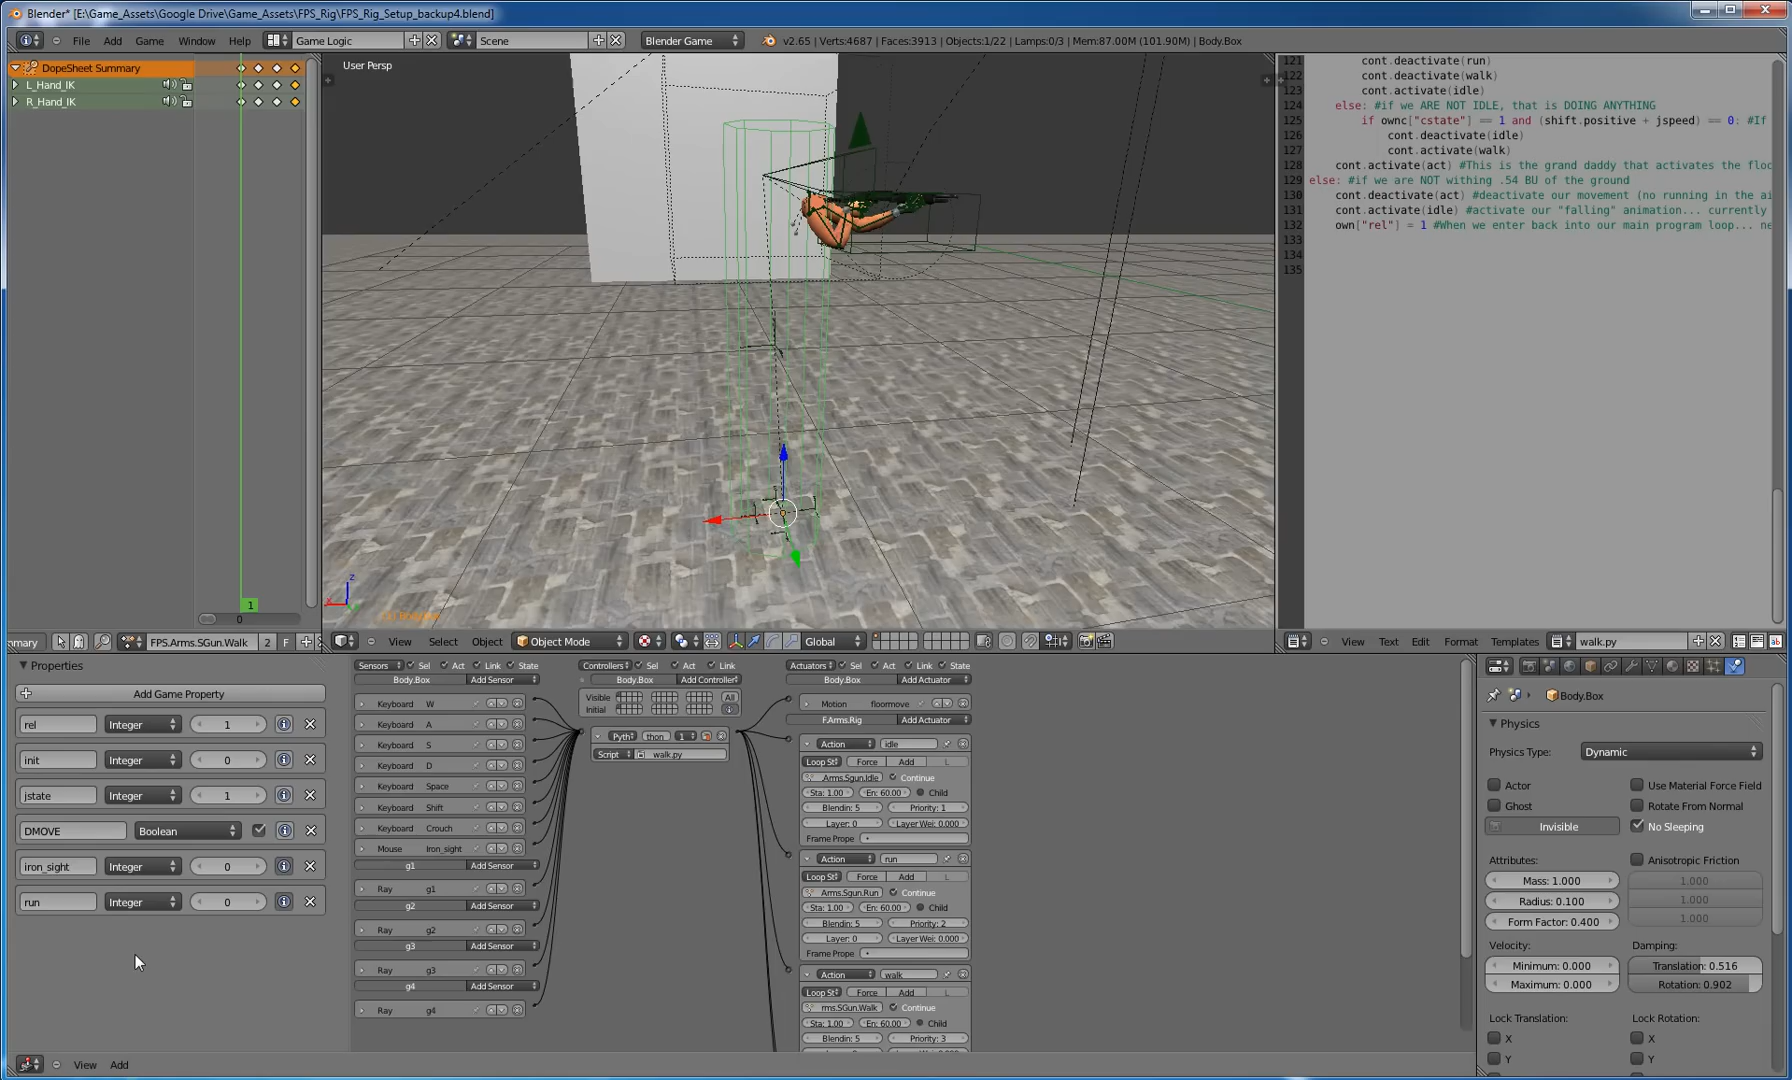 Blender* [E:\Game_Assets\Google Drive\Game_Assets\FPS_Rig\FPS_Rig_Setup_backup4.blend]
File Add Game Window Help Game Logic Scene Blender Game v2.65 | Verts:4687 | Faces:3913 | Objects:1/22 | Lamps:0/3 | Mem:87.00M (101.90M) | Body.Box
DopeSheet Summary
L_Hand_IK
R_Hand_IK
1
0
mmary FPS.Arms.SGun.Walk 2 F
User Persp
z
View Select Object Object Mode Global
121 cont.deactivate(run)
122 cont.deactivate(walk)
123 cont.activate(idle)
124 else: #if we ARE NOT IDLE, that is DOING ANYTHING
125 if ownc["cstate"] == 1 and (shift.positive + jspeed) == 0: #If
126 cont.deactivate(idle)
127 cont.activate(walk)
128 cont.activate(act) #This is the grand daddy that activates the floo
129 else: #if we are NOT withing .54 BU of the ground
130 cont.deactivate(act) #deactivate our movement (no running in the ai
131 cont.activate(idle) #activate our "falling" animation... currently
132 own["rel"] = 1 #When we enter back into our main program loop... ne
133
134
135
View Text Edit Format Templates walk.py
Properties
Add Game Property
rel Integer 1
init Integer 0
jstate Integer 1
DMOVE Boolean
iron_sight Integer 0
run Integer 0
View Add
Sensors Sel Act Link State
Body.Box Add Sensor
Keyboard W
Keyboard A
Keyboard S
Keyboard D
Keyboard Space
Keyboard Shift
Keyboard Crouch
Mouse Iron_sight
g1 Add Sensor
Ray g1
g2 Add Sensor
Ray g2
g3 Add Sensor
Ray g3
g4 Add Sensor
Ray g4
Controllers Sel Act Link
Body.Box Add Controller
Visible All
Initial
Pyth thon 1
Script walk.py
Actuators Sel Act Link State
Body.Box Add Actuator
Motion floormove
F.Arms.Rig Add Actuator
Action idle
Loop St Force Add L
.Arms.Sgun.Idle Continue
Sta: 1.00 En: 60.00 Child
Blendin: 5 Priority: 1
Layer: 0 Layer Wei: 0.000
Frame Prope
Action run
Loop St Force Add L
Arms.Sgun.Run Continue
Sta: 1.00 En: 60.00 Child
Blendin: 5 Priority: 2
Layer: 0 Layer Wei: 0.000
Frame Prope
Action walk
Loop St Force Add L
rms.SGun.Walk Continue
Sta: 1.00 En: 60.00 Child
Blendin: 5 Priority: 3
Body.Box
Physics
Physics Type: Dynamic
Actor Use Material Force Field
Ghost Rotate From Normal
Invisible No Sleeping
Attributes: Anisotropic Friction
Mass: 1.000 1.000
Radius: 0.100 1.000
Form Factor: 0.400 1.000
Velocity: Damping:
Minimum: 0.000 Translation: 0.516
Maximum: 0.000 Rotation: 0.902
Lock Translation: Lock Rotation:
X X
Y Y